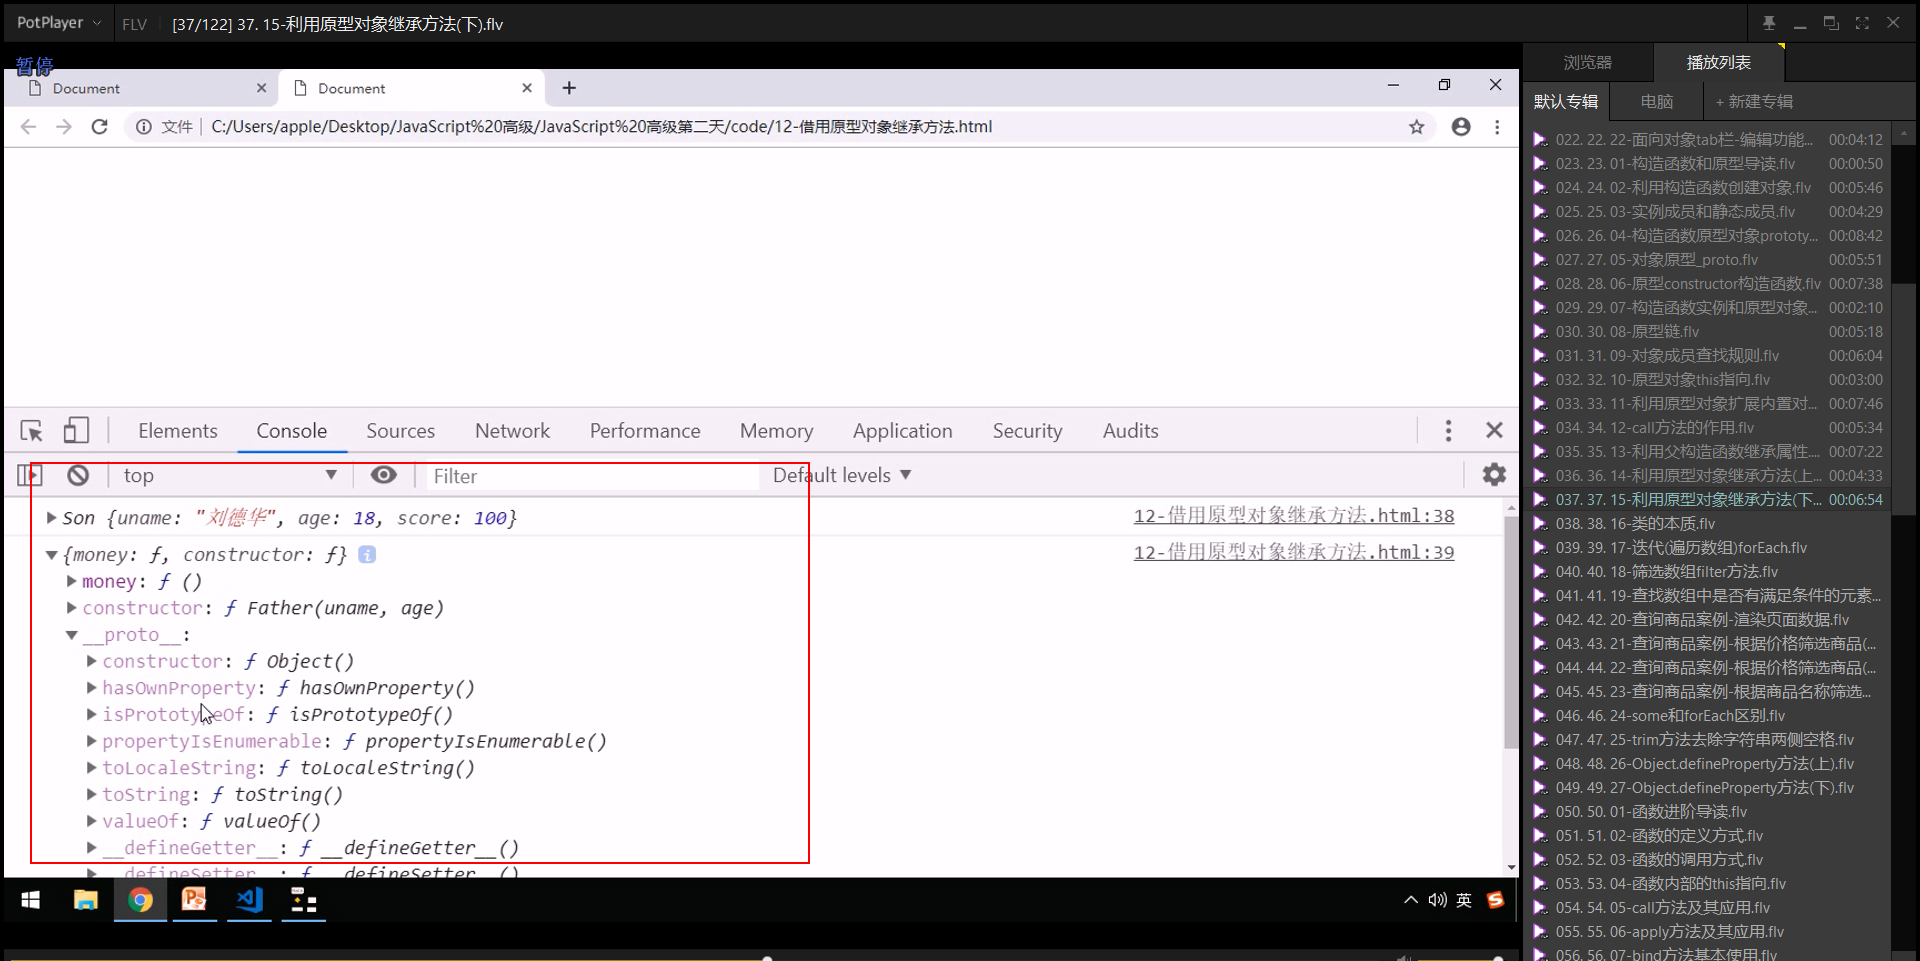 PotPlayer FLV [37/122] 37. 15-利用原型对象继承方法(下).flv
暂停
Document Document
文件 C:/Users/apple/Desktop/JavaScript%20高级/JavaScript%20高级第二天/code/12-借用原型对象继承方法.html
Elements Console Sources Network Performance Memory Application Security Audits
top Filter Default levels
Son {uname: "刘德华", age: 18, score: 100} 12-借用原型对象继承方法.html:38
{money: ƒ, constructor: ƒ} 12-借用原型对象继承方法.html:39
money: ƒ ()
constructor: ƒ Father(uname, age)
__proto__:
constructor: ƒ Object()
hasOwnProperty: ƒ hasOwnProperty()
isPrototypeOf: ƒ isPrototypeOf()
propertyIsEnumerable: ƒ propertyIsEnumerable()
toLocaleString: ƒ toLocaleString()
toString: ƒ toString()
valueOf: ƒ valueOf()
__defineGetter__: ƒ __defineGetter__()
__defineSetter__: ƒ __defineSetter__()
英
浏览器 播放列表
默认专辑 电脑 + 新建专辑
022. 22. 22-面向对象tab栏-编辑功能... 00:04:12
023. 23. 01-构造函数和原型导读.flv 00:00:50
024. 24. 02-利用构造函数创建对象.flv 00:05:46
025. 25. 03-实例成员和静态成员.flv 00:04:29
026. 26. 04-构造函数原型对象prototy... 00:08:42
027. 27. 05-对象原型_proto.flv 00:05:51
028. 28. 06-原型constructor构造函数.flv 00:07:38
029. 29. 07-构造函数实例和原型对象... 00:02:10
030. 30. 08-原型链.flv 00:05:18
031. 31. 09-对象成员查找规则.flv 00:06:04
032. 32. 10-原型对象this指向.flv 00:03:00
033. 33. 11-利用原型对象扩展内置对... 00:07:46
034. 34. 12-call方法的作用.flv 00:05:34
035. 35. 13-利用父构造函数继承属性.... 00:07:22
036. 36. 14-利用原型对象继承方法(上... 00:04:33
037. 37. 15-利用原型对象继承方法(下... 00:06:54
038. 38. 16-类的本质.flv
039. 39. 17-迭代(遍历数组)forEach.flv
040. 40. 18-筛选数组filter方法.flv
041. 41. 19-查找数组中是否有满足条件的元素...
042. 42. 20-查询商品案例-渲染页面数据.flv
043. 43. 21-查询商品案例-根据价格筛选商品(...
044. 44. 22-查询商品案例-根据价格筛选商品(...
045. 45. 23-查询商品案例-根据商品名称筛选...
046. 46. 24-some和forEach区别.flv
047. 47. 25-trim方法去除字符串两侧空格.flv
048. 48. 26-Object.defineProperty方法(上).flv
049. 49. 27-Object.defineProperty方法(下).flv
050. 50. 01-函数进阶导读.flv
051. 51. 02-函数的定义方式.flv
052. 52. 03-函数的调用方式.flv
053. 53. 04-函数内部的this指向.flv
054. 54. 05-call方法及其应用.flv
055. 55. 06-apply方法及其应用.flv
056. 56. 07-bind方法基本使用.flv